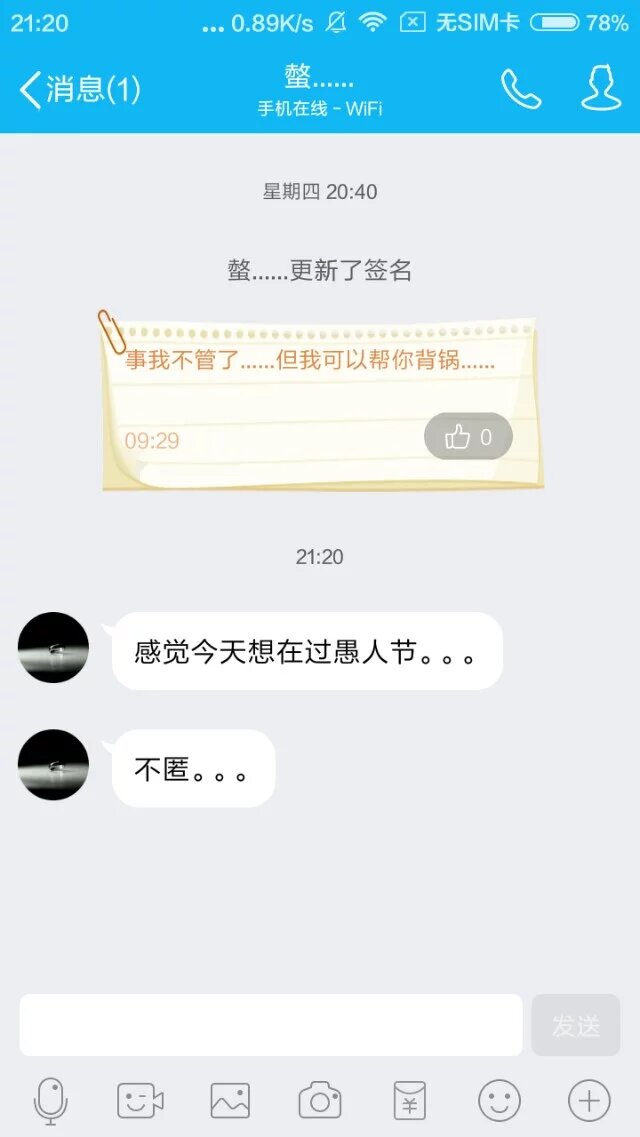 21:20 ... 0.89K/s 无SIM卡 78%
消息(1)
螯......
手机在线 - WiFi
星期四 20:40
螯......更新了签名
事我不管了......但我可以帮你背锅......
09:29
0
21:20
感觉今天想在过愚人节。。。
不匿。。。
发送